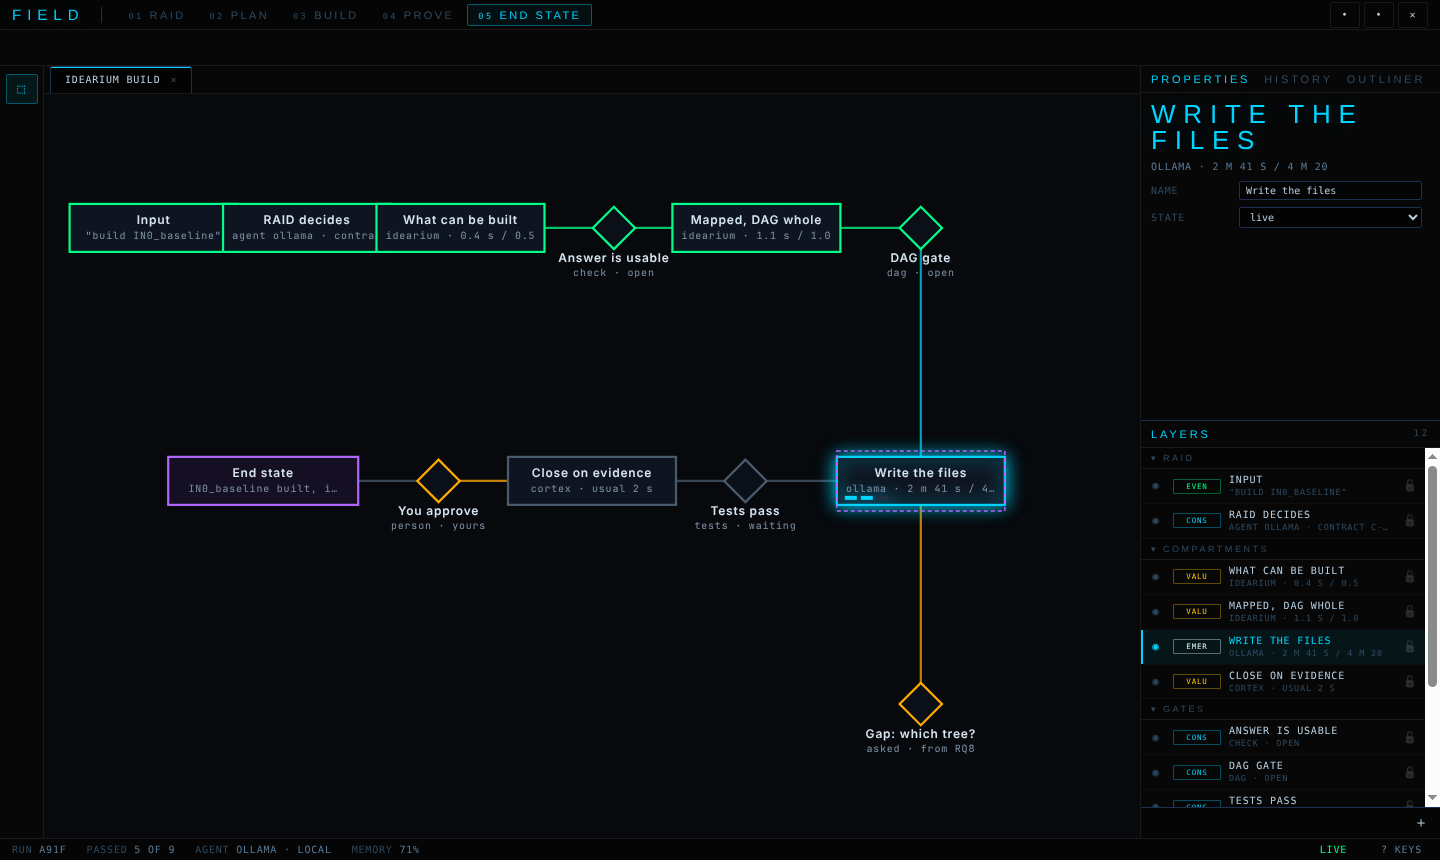 FIELD
01 RAID
02 PLAN
03 BUILD
04 PROVE
05 END STATE
IDEARIUM BUILD ×
Input
"build IN0_baseline"
RAID decides
agent ollama · contra
What can be built
idearium · 0.4 s / 0.5
Answer is usable
check · open
Mapped, DAG whole
idearium · 1.1 s / 1.0
DAG gate
dag · open
End state
IN0_baseline built, i…
You approve
person · yours
Close on evidence
cortex · usual 2 s
Tests pass
tests · waiting
Write the files
ollama · 2 m 41 s / 4…
Gap: which tree?
asked · from RQ8
PROPERTIES
HISTORY
OUTLINER
WRITE THE
FILES
OLLAMA · 2 M 41 S / 4 M 20
NAME
Write the files
STATE
live
LAYERS
12
▾ RAID
EVEN
INPUT
"BUILD IN0_BASELINE"
CONS
RAID DECIDES
AGENT OLLAMA · CONTRACT C-…
▾ COMPARTMENTS
VALU
WHAT CAN BE BUILT
IDEARIUM · 0.4 S / 0.5
VALU
MAPPED, DAG WHOLE
IDEARIUM · 1.1 S / 1.0
EMER
WRITE THE FILES
OLLAMA · 2 M 41 S / 4 M 20
VALU
CLOSE ON EVIDENCE
CORTEX · USUAL 2 S
▾ GATES
CONS
ANSWER IS USABLE
CHECK · OPEN
CONS
DAG GATE
DAG · OPEN
CONS
TESTS PASS
+
RUN A91F
PASSED 5 OF 9
AGENT OLLAMA · LOCAL
MEMORY 71%
LIVE
? KEYS